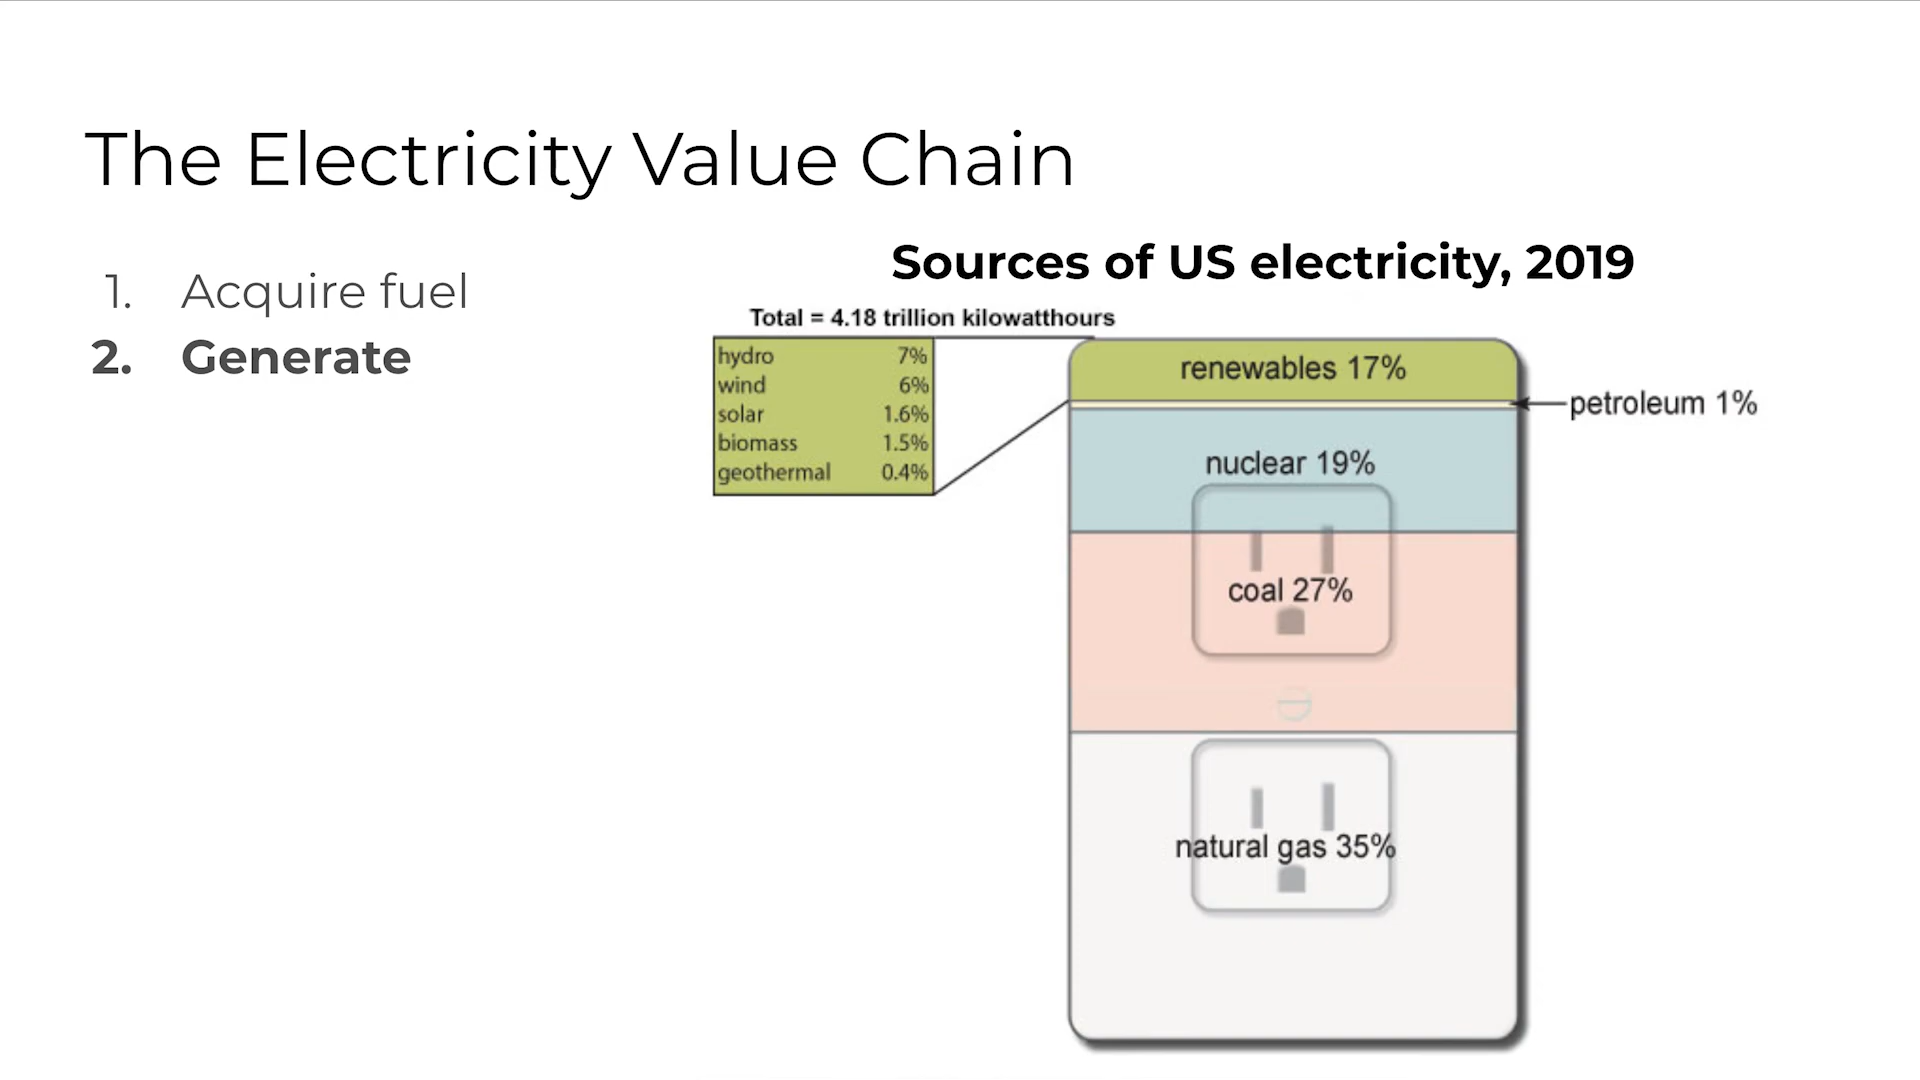 The Electricity Value Chain
1. Acquire fuel
2. Generate
Sources of US electricity, 2019
Total = 4.18 trillion kilowatthours
hydro 7%
wind 6%
solar 1.6%
biomass 1.5%
geothermal 0.4%
renewables 17%
petroleum 1%
nuclear 19%
coal 27%
natural gas 35%